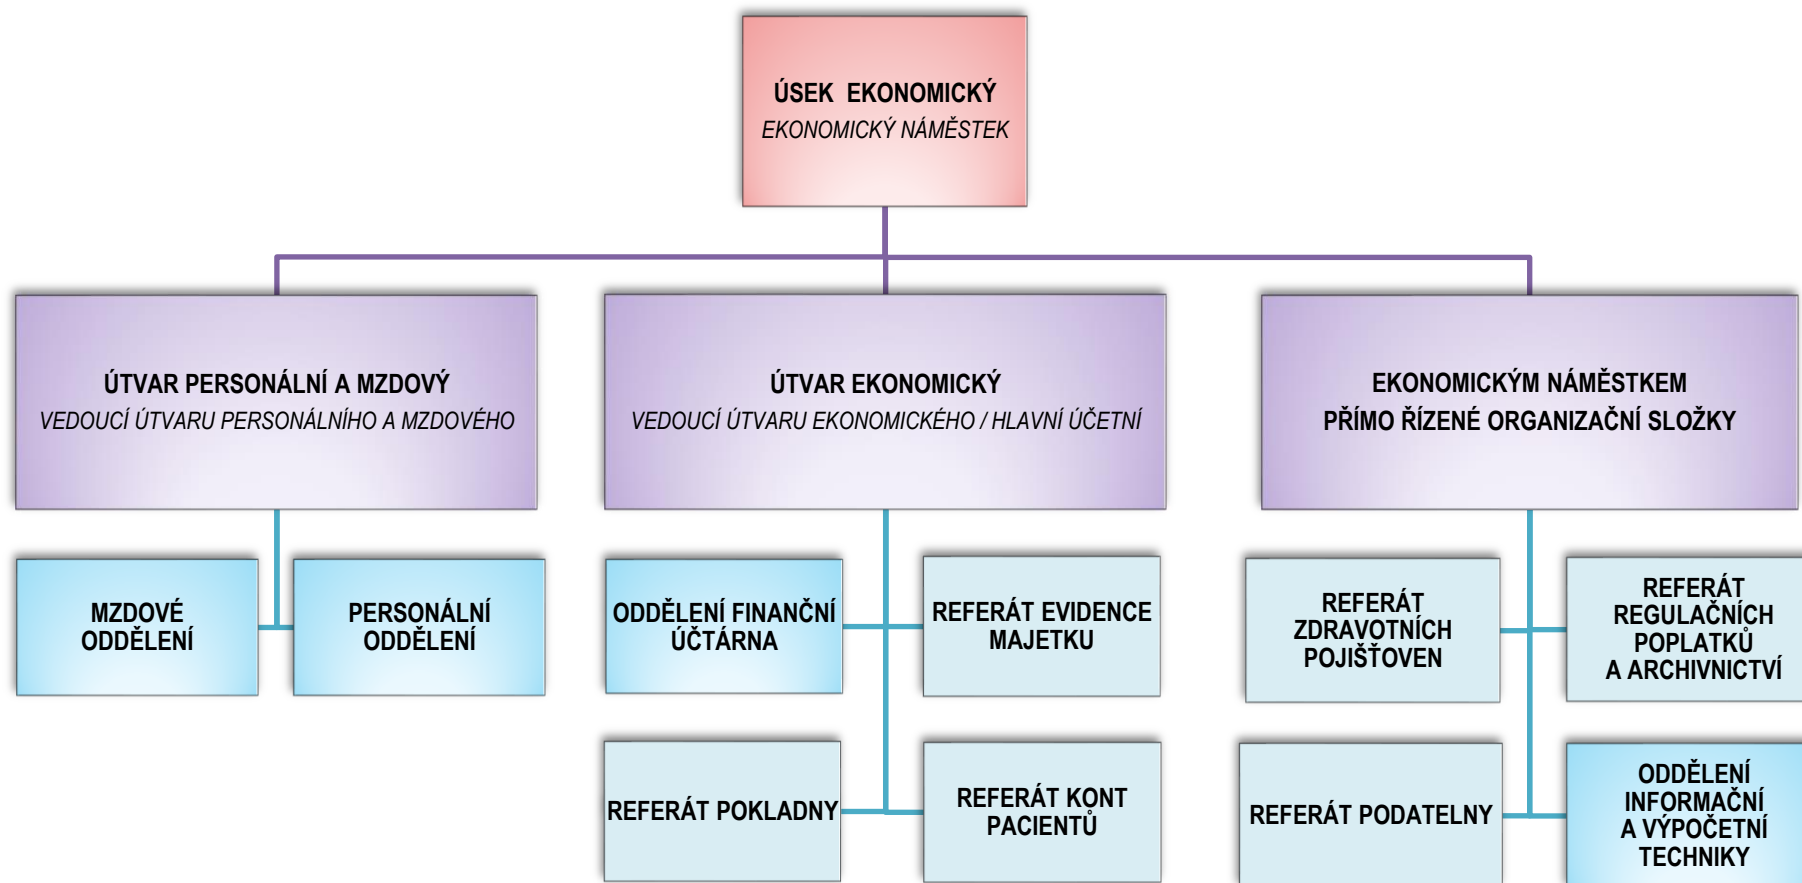 ÚSEK EKONOMICKÝ
EKONOMICKÝ NÁMĚSTEK
ÚTVAR PERSONÁLNÍ A MZDOVÝ
VEDOUCÍ ÚTVARU PERSONÁLNÍHO A MZDOVÉHO
ÚTVAR EKONOMICKÝ
VEDOUCÍ ÚTVARU EKONOMICKÉHO / HLAVNÍ ÚČETNÍ
EKONOMICKÝM NÁMĚSTKEM
PŘÍMO ŘÍZENÉ ORGANIZAČNÍ SLOŽKY
MZDOVÉ
ODDĚLENÍ
PERSONÁLNÍ
ODDĚLENÍ
ODDĚLENÍ FINANČNÍ
ÚČTÁRNA
REFERÁT EVIDENCE
MAJETKU
REFERÁT
ZDRAVOTNÍCH
POJIŠŤOVEN
REFERÁT
REGULAČNÍCH
POPLATKŮ
A ARCHIVNICTVÍ
REFERÁT POKLADNY
REFERÁT KONT
PACIENTŮ
REFERÁT PODATELNY
ODDĚLENÍ
INFORMAČNÍ
A VÝPOČETNÍ
TECHNIKY